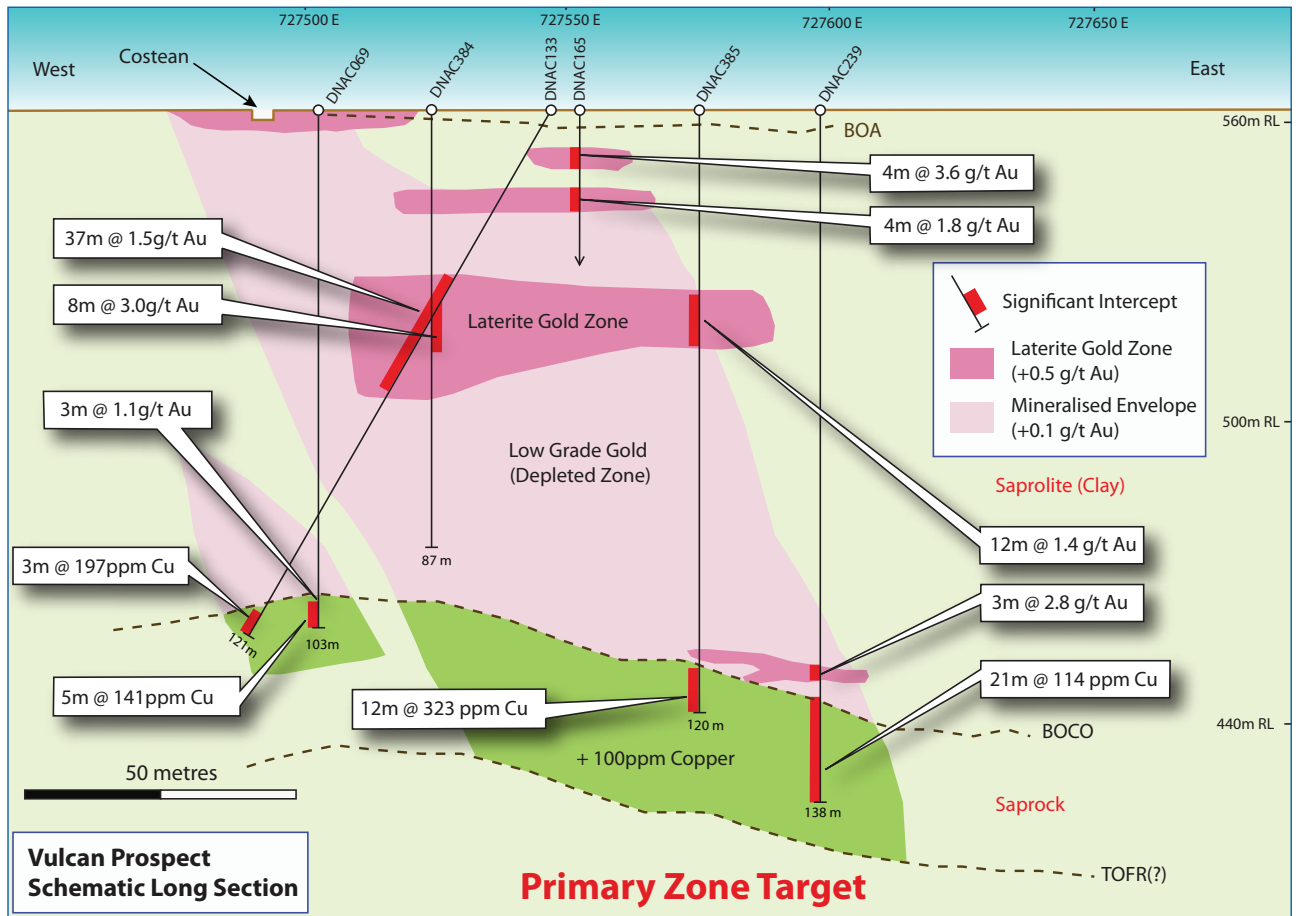 727500 E
727550 E
727600 E
727650 E
West
Costean
East
DNAC069
DNAC384
DNAC133
DNAC165
DNAC385
DNAC239
BOA
560m RL
4m @ 3.6 g/t Au
4m @ 1.8 g/t Au
37m @ 1.5g/t Au
8m @ 3.0g/t Au
Laterite Gold Zone
Significant Intercept
Laterite Gold Zone
(+0.5 g/t Au)
Mineralised Envelope
(+0.1 g/t Au)
3m @ 1.1g/t Au
500m RL
Low Grade Gold
(Depleted Zone)
Saprolite (Clay)
12m @ 1.4 g/t Au
87 m
3m @ 197ppm Cu
3m @ 2.8 g/t Au
121m
103m
5m @ 141ppm Cu
12m @ 323 ppm Cu
21m @ 114 ppm Cu
120 m
440m RL
BOCO
+ 100ppm Copper
50 metres
138 m
Saprock
Vulcan Prospect
Schematic Long Section
Primary Zone Target
TOFR(?)